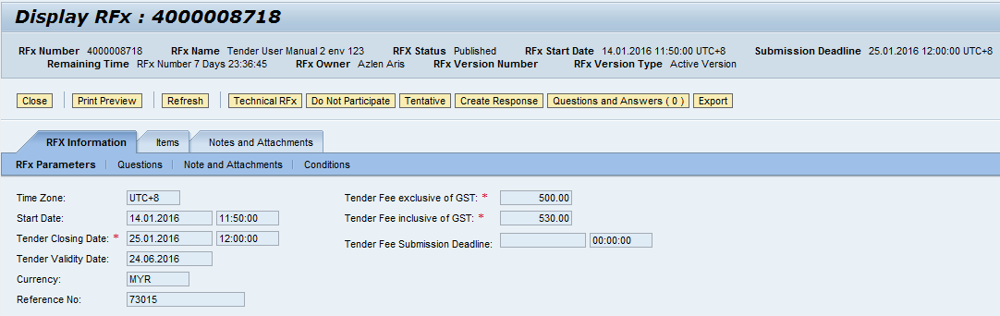 Display RFx : 4000008718
RFx Number 4000008718 RFx Name Tender User Manual 2 env 123 RFX Status Published RFx Start Date 14.01.2016 11:50:00 UTC+8 Submission Deadline 25.01.2016 12:00:00 UTC+8
Remaining Time RFx Number 7 Days 23:36:45 RFx Owner Azlen Aris RFx Version Number RFx Version Type Active Version
Close Print Preview Refresh Technical RFx Do Not Participate Tentative Create Response Questions and Answers ( 0 ) Export
RFX Information Items Notes and Attachments
RFx Parameters Questions Note and Attachments Conditions
Time Zone: UTC+8 Tender Fee exclusive of GST: * 500.00
Start Date: 14.01.2016 11:50:00 Tender Fee inclusive of GST: * 530.00
Tender Closing Date: * 25.01.2016 12:00:00 Tender Fee Submission Deadline: 00:00:00
Tender Validity Date: 24.06.2016
Currency: MYR
Reference No: 73015